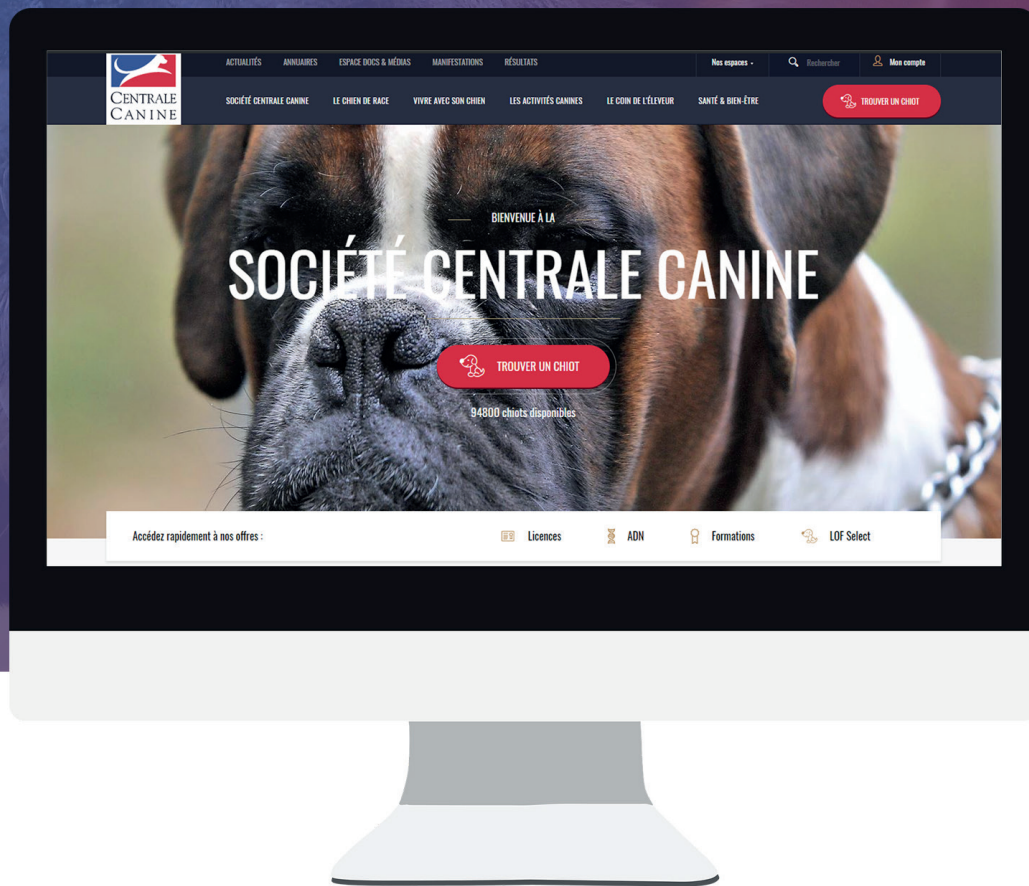 CENTRALE
CANINE
ACTUALITÉS ANNUAIRES ESPACE DOCS & MÉDIAS MANIFESTATIONS RÉSULTATS Nos espaces Rechercher Mon compte
SOCIÉTÉ CENTRALE CANINE LE CHIEN DE RACE VIVRE AVEC SON CHIEN LES ACTIVITÉS CANINES LE COIN DE L'ÉLEVEUR SANTÉ & BIEN-ÊTRE TROUVER UN CHIOT
BIENVENUE À LA
SOCIÉTÉ CENTRALE CANINE
TROUVER UN CHIOT
94800 chiots disponibles
Accédez rapidement à nos offres : Licences ADN Formations LOF Select